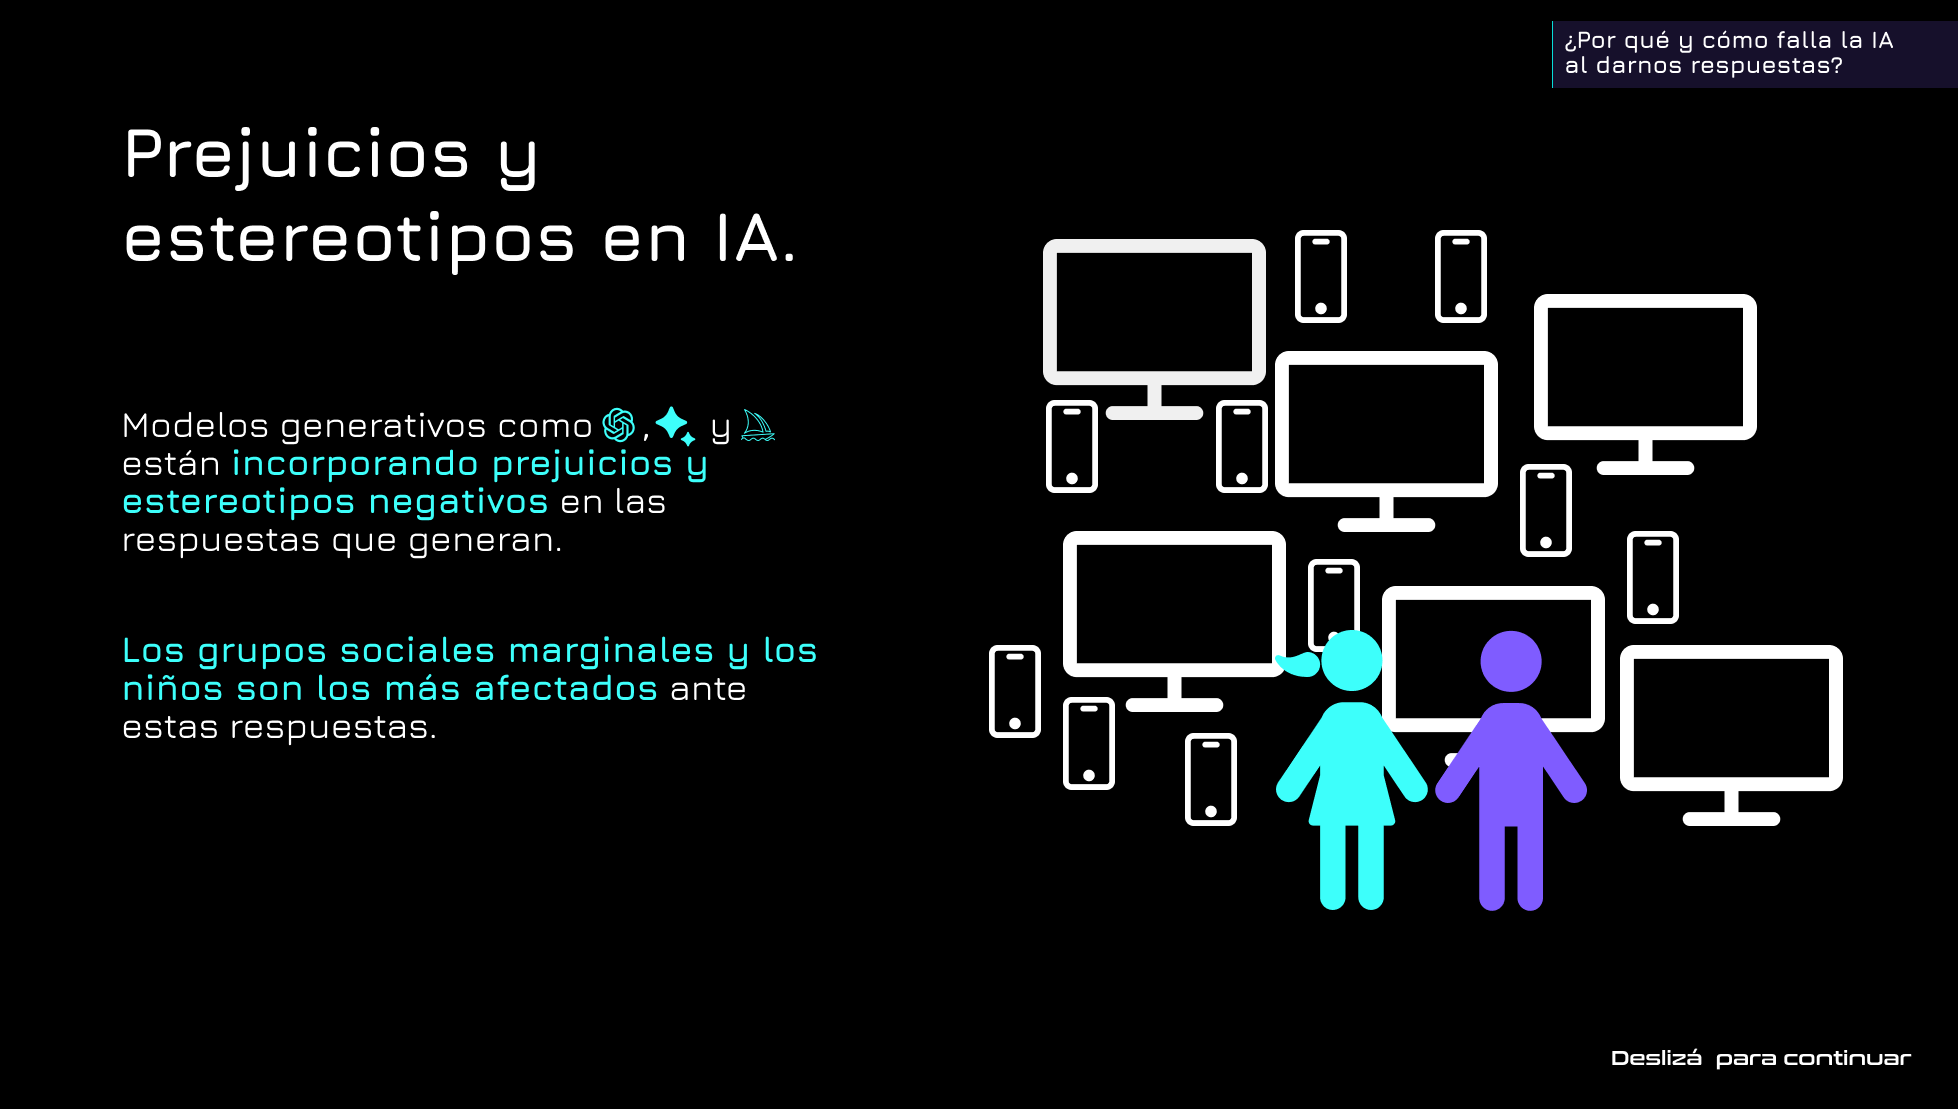 ¿Por qué y cómo falla la IA
al darnos respuestas?
Prejuicios y
estereotipos en IA.
Modelos generativos como , y
están incorporando prejuicios y
estereotipos negativos en las
respuestas que generan.
Los grupos sociales marginales y los
niños son los más afectados ante
estas respuestas.
Deslizá para continuar